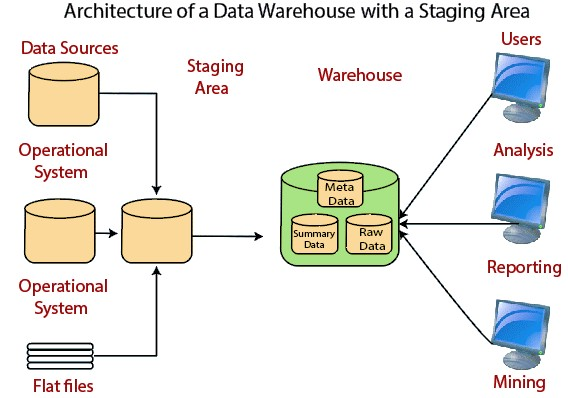 Architecture of a Data Warehouse with a Staging Area
Data Sources
Staging
Area
Warehouse
Users
Operational
System
Analysis
Meta
Data
Summary
Data
Raw
Data
Operational
System
Reporting
Flat files
Mining